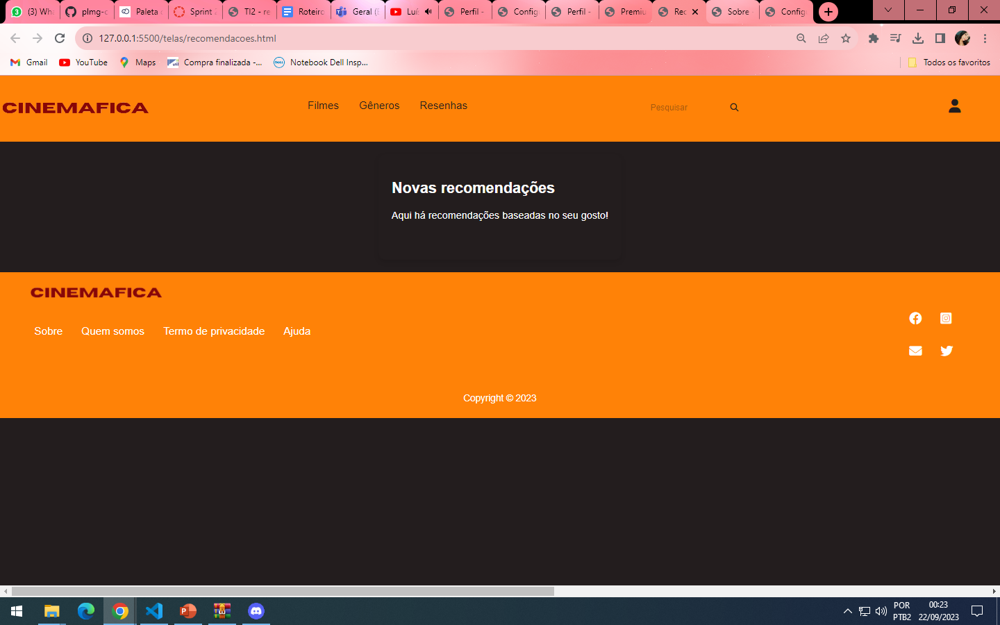 (3) Wha
plmg-c
Paleta
Sprint
TI2 - re
Roteiro
Geral (
Luís
Perfil -
Config
Perfil -
Premiu
Rec
Sobre -
Config
127.0.0.1:5500/telas/recomendacoes.html
Gmail
YouTube
Maps
Compra finalizada -...
Notebook Dell Insp...
Todos os favoritos
CINEMAFICA
Filmes
Gêneros
Resenhas
Pesquisar
Novas recomendações
Aqui há recomendações baseadas no seu gosto!
CINEMAFICA
Sobre
Quem somos
Termo de privacidade
Ajuda
Copyright © 2023
POR
PTB2
00:23
22/09/2023